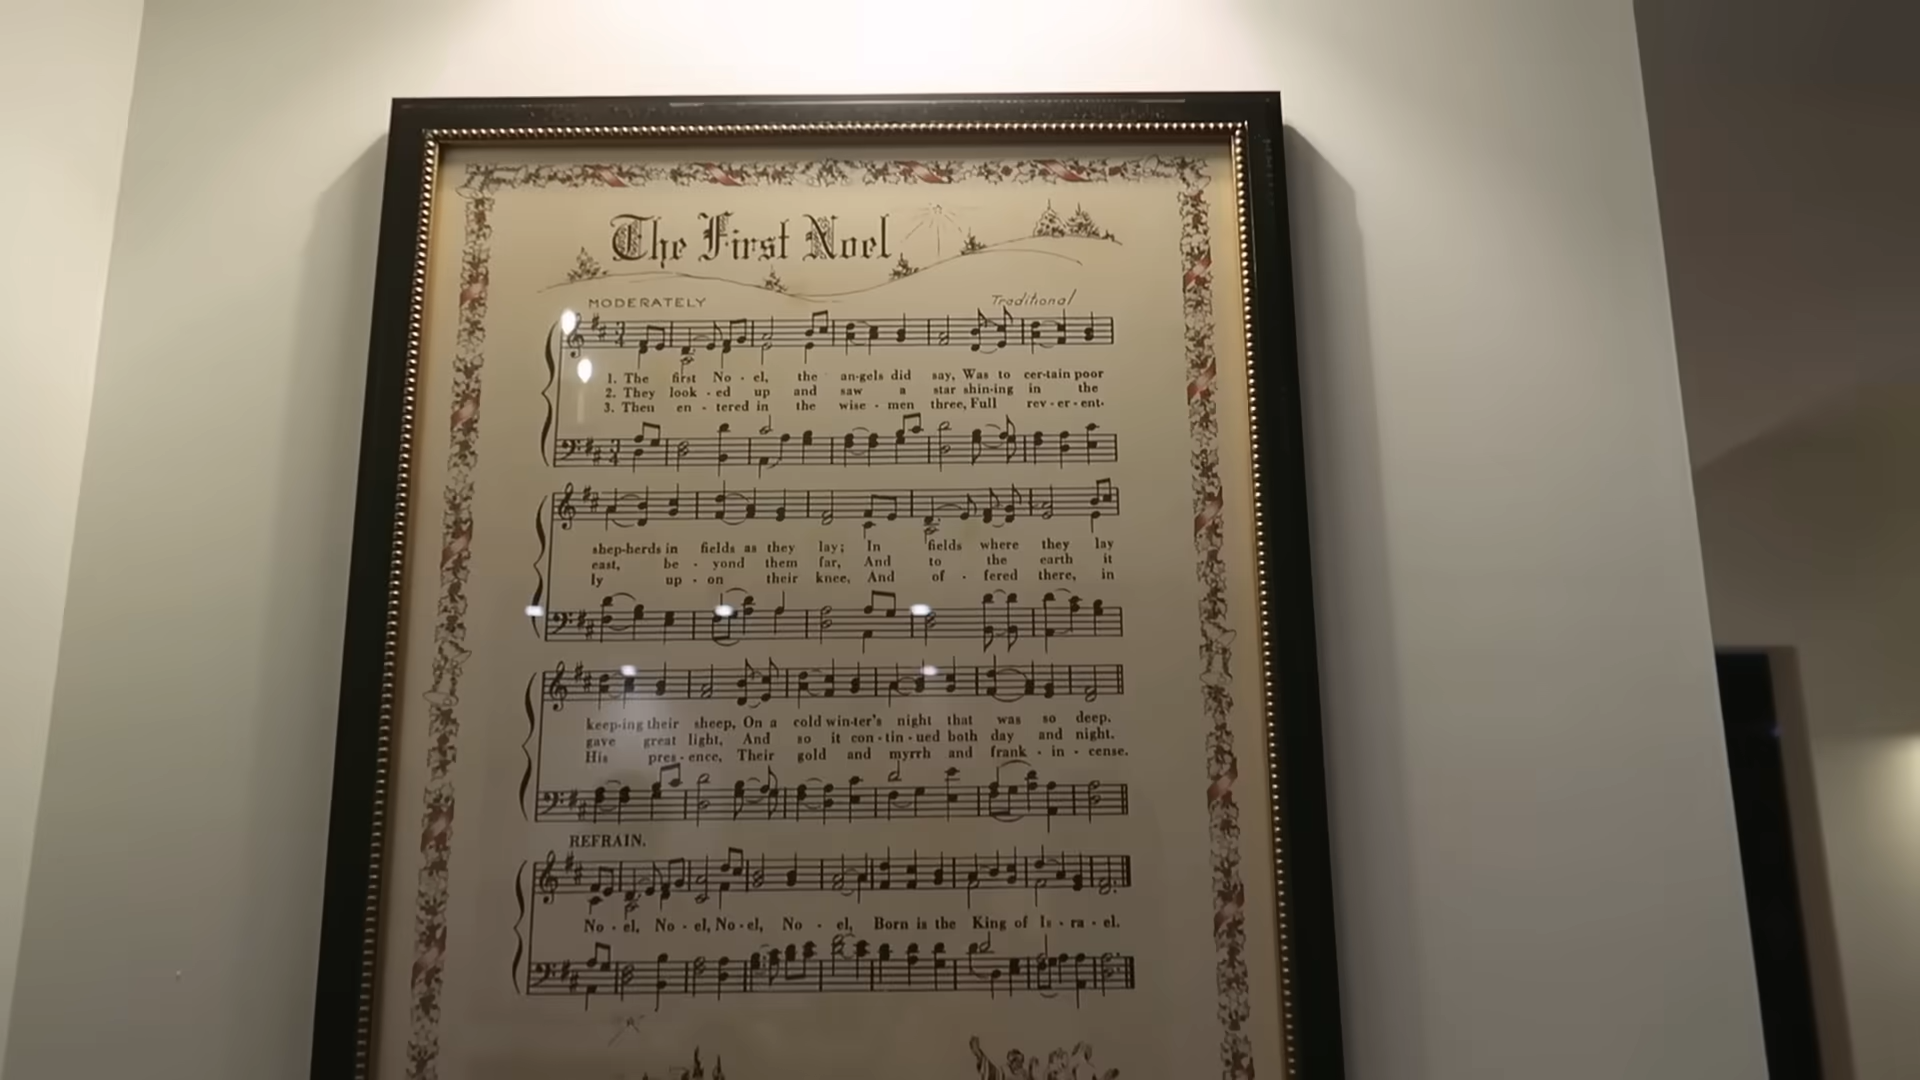 The First Noel
MODERATELY
Traditional
1. The first No - el, the an-gels did say, Was to cer-tain poor
2. They look - ed up and saw a star shin-ing in the
3. Then en - tered in the wise - men three, Full rev - er - ent-
shep-herds in fields as they lay; In fields where they lay
east, be - yond them far, And to the earth it
ly up - on their knee, And of - fered there, in
keep-ing their sheep, On a cold win-ter's night that was so deep.
gave great light, And so it con - tin - ued both day and night.
His pres - ence, Their gold and myrrh and frank - in - cense.
REFRAIN.
No - el, No - el, No - el, No - el, Born is the King of Is - ra - el.